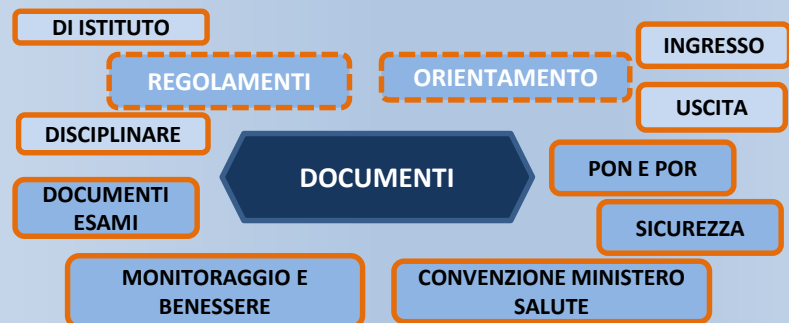 DI ISTITUTO
INGRESSO
REGOLAMENTI
ORIENTAMENTO
USCITA
DISCIPLINARE
DOCUMENTI
PON E POR
DOCUMENTI
ESAMI
SICUREZZA
MONITORAGGIO E
BENESSERE
CONVENZIONE MINISTERO
SALUTE